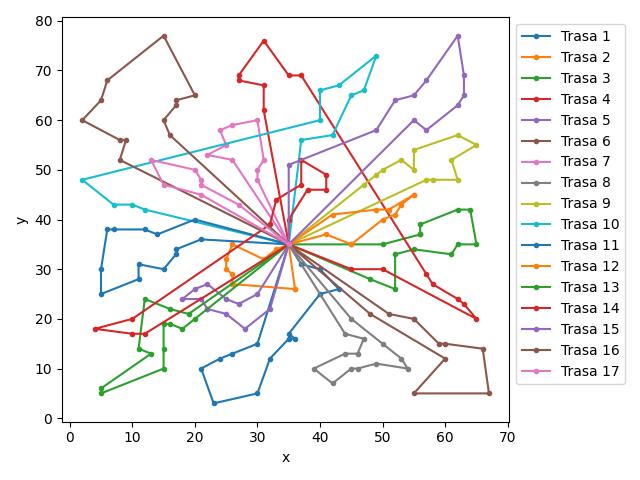 80
70
60
50
40
30
20
10
0
y
0 10 20 30 40 50 60 70
x
Trasa 1
Trasa 2
Trasa 3
Trasa 4
Trasa 5
Trasa 6
Trasa 7
Trasa 8
Trasa 9
Trasa 10
Trasa 11
Trasa 12
Trasa 13
Trasa 14
Trasa 15
Trasa 16
Trasa 17